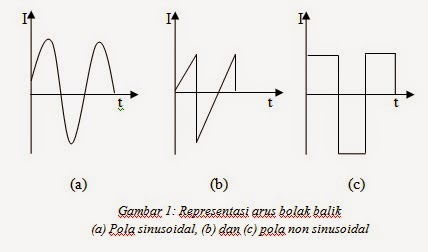 I I I
t t t
(a) (b) (c)
Gambar 1: Representasi arus bolak balik
(a) Pola sinusoidal, (b) dan (c) pola non sinusoidal